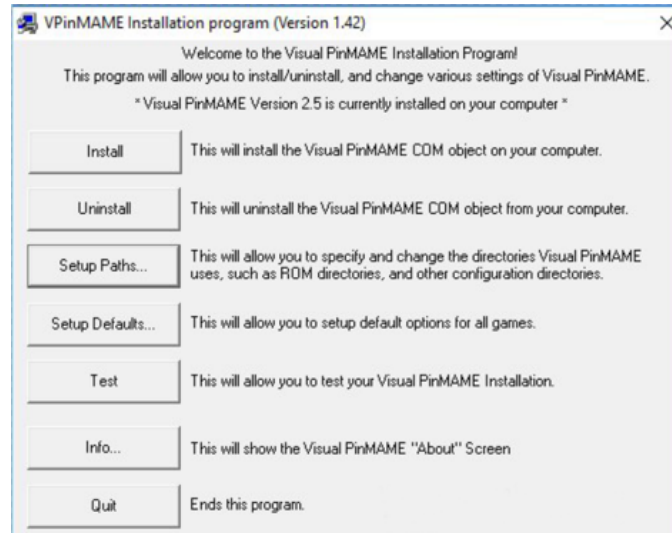 VPinMAME Installation program (Version 1.42)
Welcome to the Visual PinMAME Installation Program!
This program will allow you to install/uninstall, and change various settings of Visual PinMAME.
* Visual PinMAME Version 2.5 is currently installed on your computer *
Install
This will install the Visual PinMAME COM object on your computer.
Uninstall
This will uninstall the Visual PinMAME COM object from your computer.
Setup Paths...
This will allow you to specify and change the directories Visual PinMAME
uses, such as ROM directories, and other configuration directories.
Setup Defaults...
This will allow you to setup default options for all games.
Test
This will allow you to test your Visual PinMAME Installation.
Info...
This will show the Visual PinMAME "About" Screen
Quit
Ends this program.